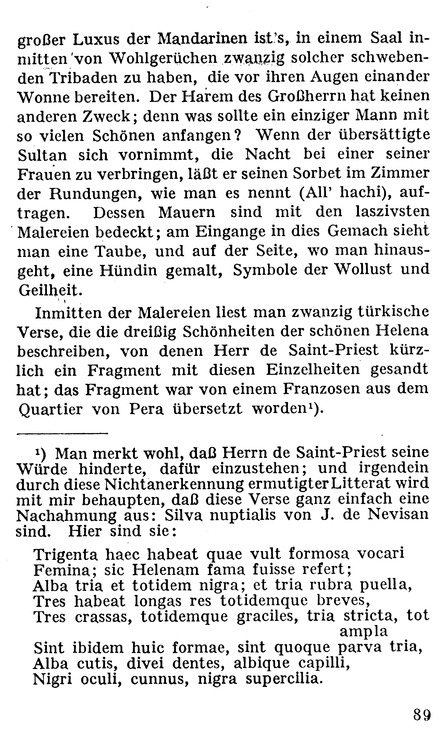 großer Luxus der Mandarinen ist's, in einem Saal in-
mitten von Wohlgerüchen zwanzig solcher schweben-
den Tribaden zu haben, die vor ihren Augen einander
Wonne bereiten. Der Harem des Großherrn hat keinen
anderen Zweck; denn was sollte ein einziger Mann mit
so vielen Schönen anfangen? Wenn der übersättigte
Sultan sich vornimmt, die Nacht bei einer seiner
Frauen zu verbringen, läßt er seinen Sorbet im Zimmer
der Rundungen, wie man es nennt (All' hachi), auf-
tragen. Dessen Mauern sind mit den laszivsten
Malereien bedeckt; am Eingange in dies Gemach sieht
man eine Taube, und auf der Seite, wo man hinaus-
geht, eine Hündin gemalt, Symbole der Wollust und
Geilheit.
Inmitten der Malereien liest man zwanzig türkische
Verse, die die dreißig Schönheiten der schönen Helena
beschreiben, von denen Herr de Saint-Priest kürz-
lich ein Fragment mit diesen Einzelheiten gesandt
hat; das Fragment war von einem Franzosen aus dem
Quartier von Pera übersetzt worden¹).
¹) Man merkt wohl, daß Herrn de Saint-Priest seine
Würde hinderte, dafür einzustehen; und irgendein
durch diese Nichtanerkennung ermutigter Litterat wird
mit mir behaupten, daß diese Verse ganz einfach eine
Nachahmung aus: Silva nuptialis von J. de Nevisan
sind. Hier sind sie:
Trigenta haec habeat quae vult formosa vocari
Femina; sic Helenam fama fuisse refert;
Alba tria et totidem nigra; et tria rubra puella,
Tres habeat longas res totidemque breves,
Tres crassas, totidemque graciles, tria stricta, tot
ampla
Sint ibidem huic formae, sint quoque parva tria,
Alba cutis, divei dentes, albique capilli,
Nigri oculi, cunnus, nigra supercilia.
89